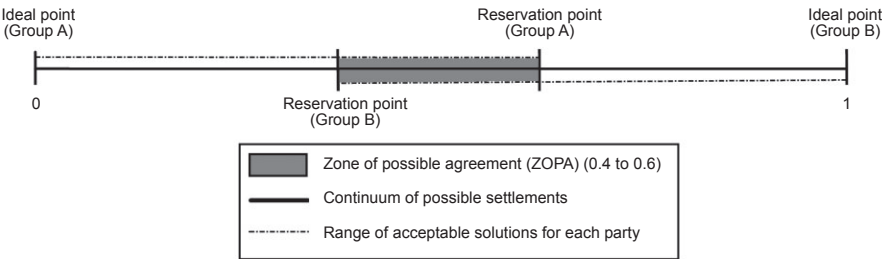 Ideal point
(Group A)
Reservation point
(Group A)
Ideal point
(Group B)
0
Reservation point
(Group B)
1
Zone of possible agreement (ZOPA) (0.4 to 0.6)
Continuum of possible settlements
Range of acceptable solutions for each party